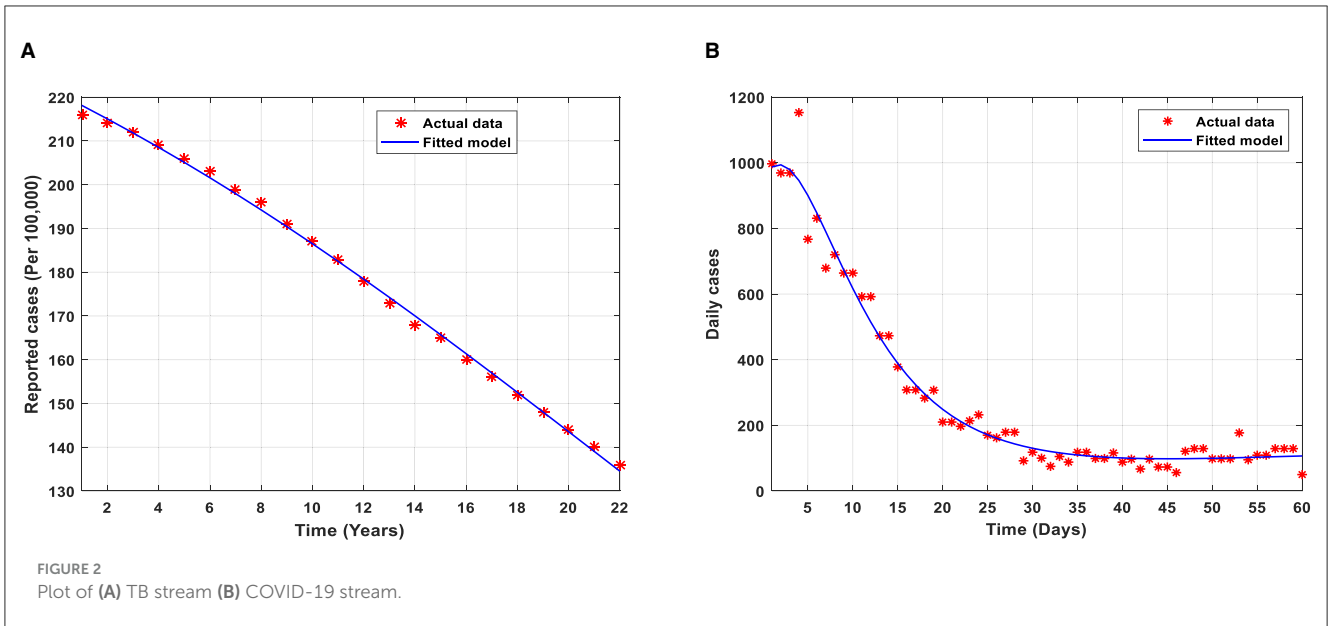 A
Reported cases (Per 100,000)
220
210
200
190
180
170
160
150
140
130
Actual data
Fitted model
2 4 6 8 10 12 14 16 18 20 22
Time (Years)
B
Daily cases
1200
1000
800
600
400
200
0
Actual data
Fitted model
5 10 15 20 25 30 35 40 45 50 55 60
Time (Days)
FIGURE 2
Plot of (A) TB stream (B) COVID-19 stream.